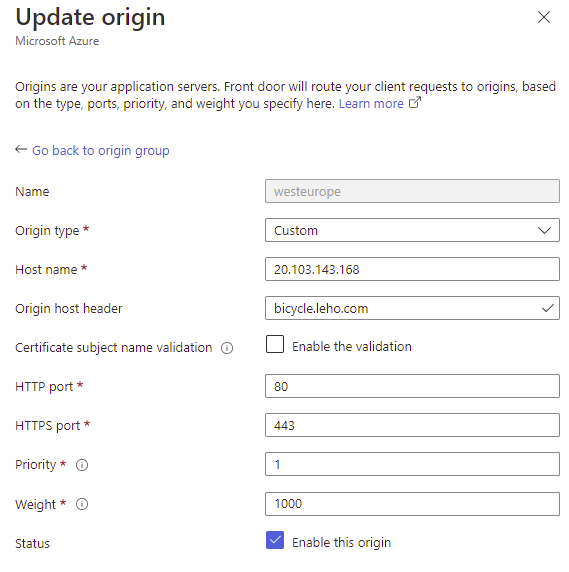 Update origin
Microsoft Azure
Origins are your application servers. Front door will route your client requests to origins, based
on the type, ports, priority, and weight you specify here. Learn more
Go back to origin group
Name westeurope
Origin type * Custom
Host name * 20.103.143.168
Origin host header bicycle.leho.com
Certificate subject name validation Enable the validation
HTTP port * 80
HTTPS port * 443
Priority * 1
Weight * 1000
Status Enable this origin